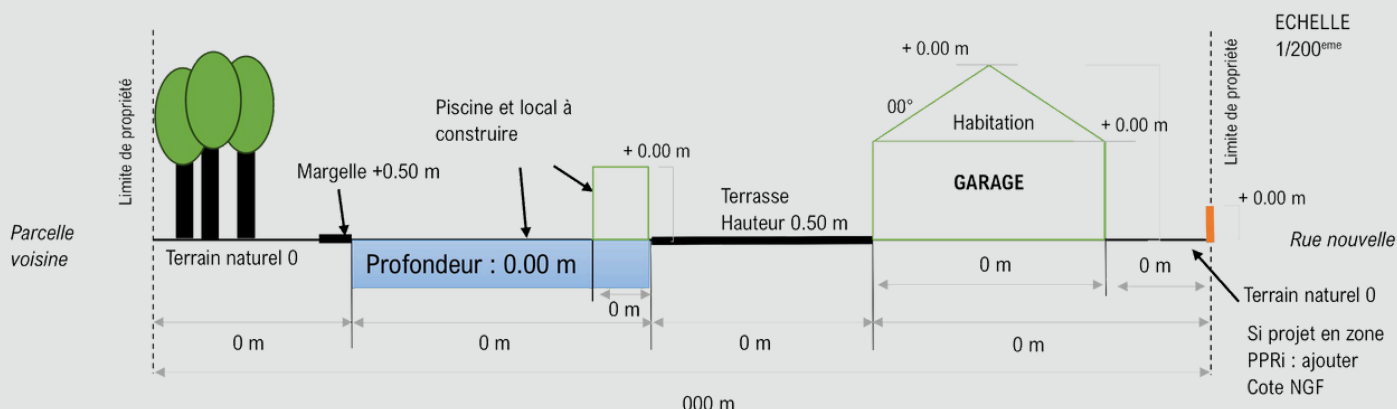 ECHELLE
1/200eme
Limite de propriété
Limite de propriété
+ 0.00 m
00°
Habitation
+ 0.00 m
GARAGE
Piscine et local à
construire
+ 0.00 m
Margelle +0.50 m
Terrasse
Hauteur 0.50 m
+ 0.00 m
Parcelle
voisine
Rue nouvelle
Terrain naturel 0
Profondeur : 0.00 m
0 m
0 m
0 m
Terrain naturel 0
0 m
0 m
0 m
0 m
Si projet en zone
PPRi : ajouter
Cote NGF
000 m